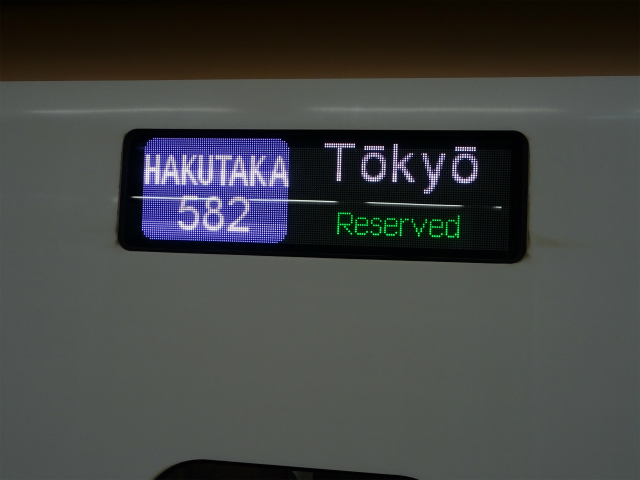 HAKUTAKA
582
Tōkyō
Reserved